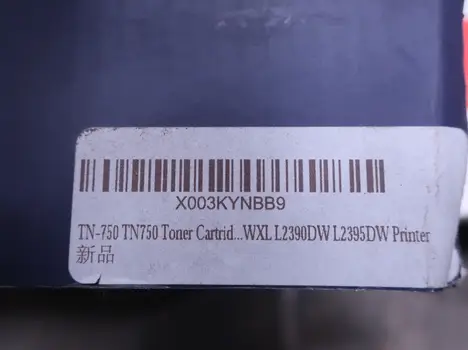 X003KYNBB9
TN-750 TN750 Toner Cartrid...WXL L2390DW L2395DW Printer
新品